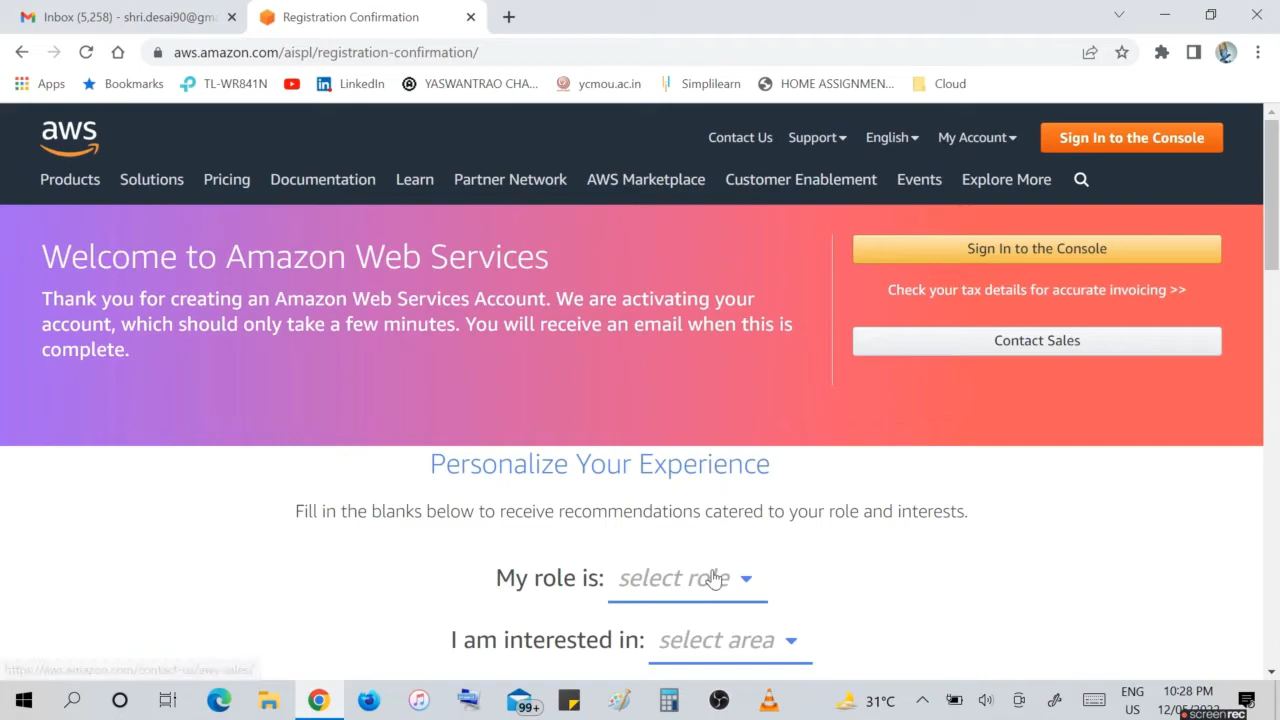 Inbox (5,258) - shri.desai90@gma
Registration Confirmation
aws.amazon.com/aispl/registration-confirmation/
Apps
Bookmarks
TL-WR841N
LinkedIn
YASWANTRAO CHA...
ycmou.ac.in
Simplilearn
HOME ASSIGNMEN...
Cloud
aws
Contact Us
Support
English
My Account
Sign In to the Console
Products
Solutions
Pricing
Documentation
Learn
Partner Network
AWS Marketplace
Customer Enablement
Events
Explore More
Welcome to Amazon Web Services
Thank you for creating an Amazon Web Services Account. We are activating your
account, which should only take a few minutes. You will receive an email when this is
complete.
Sign In to the Console
Check your tax details for accurate invoicing >>
Contact Sales
Personalize Your Experience
Fill in the blanks below to receive recommendations catered to your role and interests.
My role is: select role
I am interested in: select area
99+
31°C
ENG
US
10:28 PM
screenrec